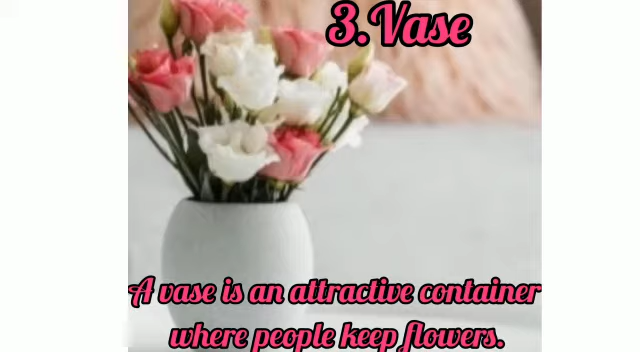 3.Vase
A vase is an attractive container
where people keep flowers.